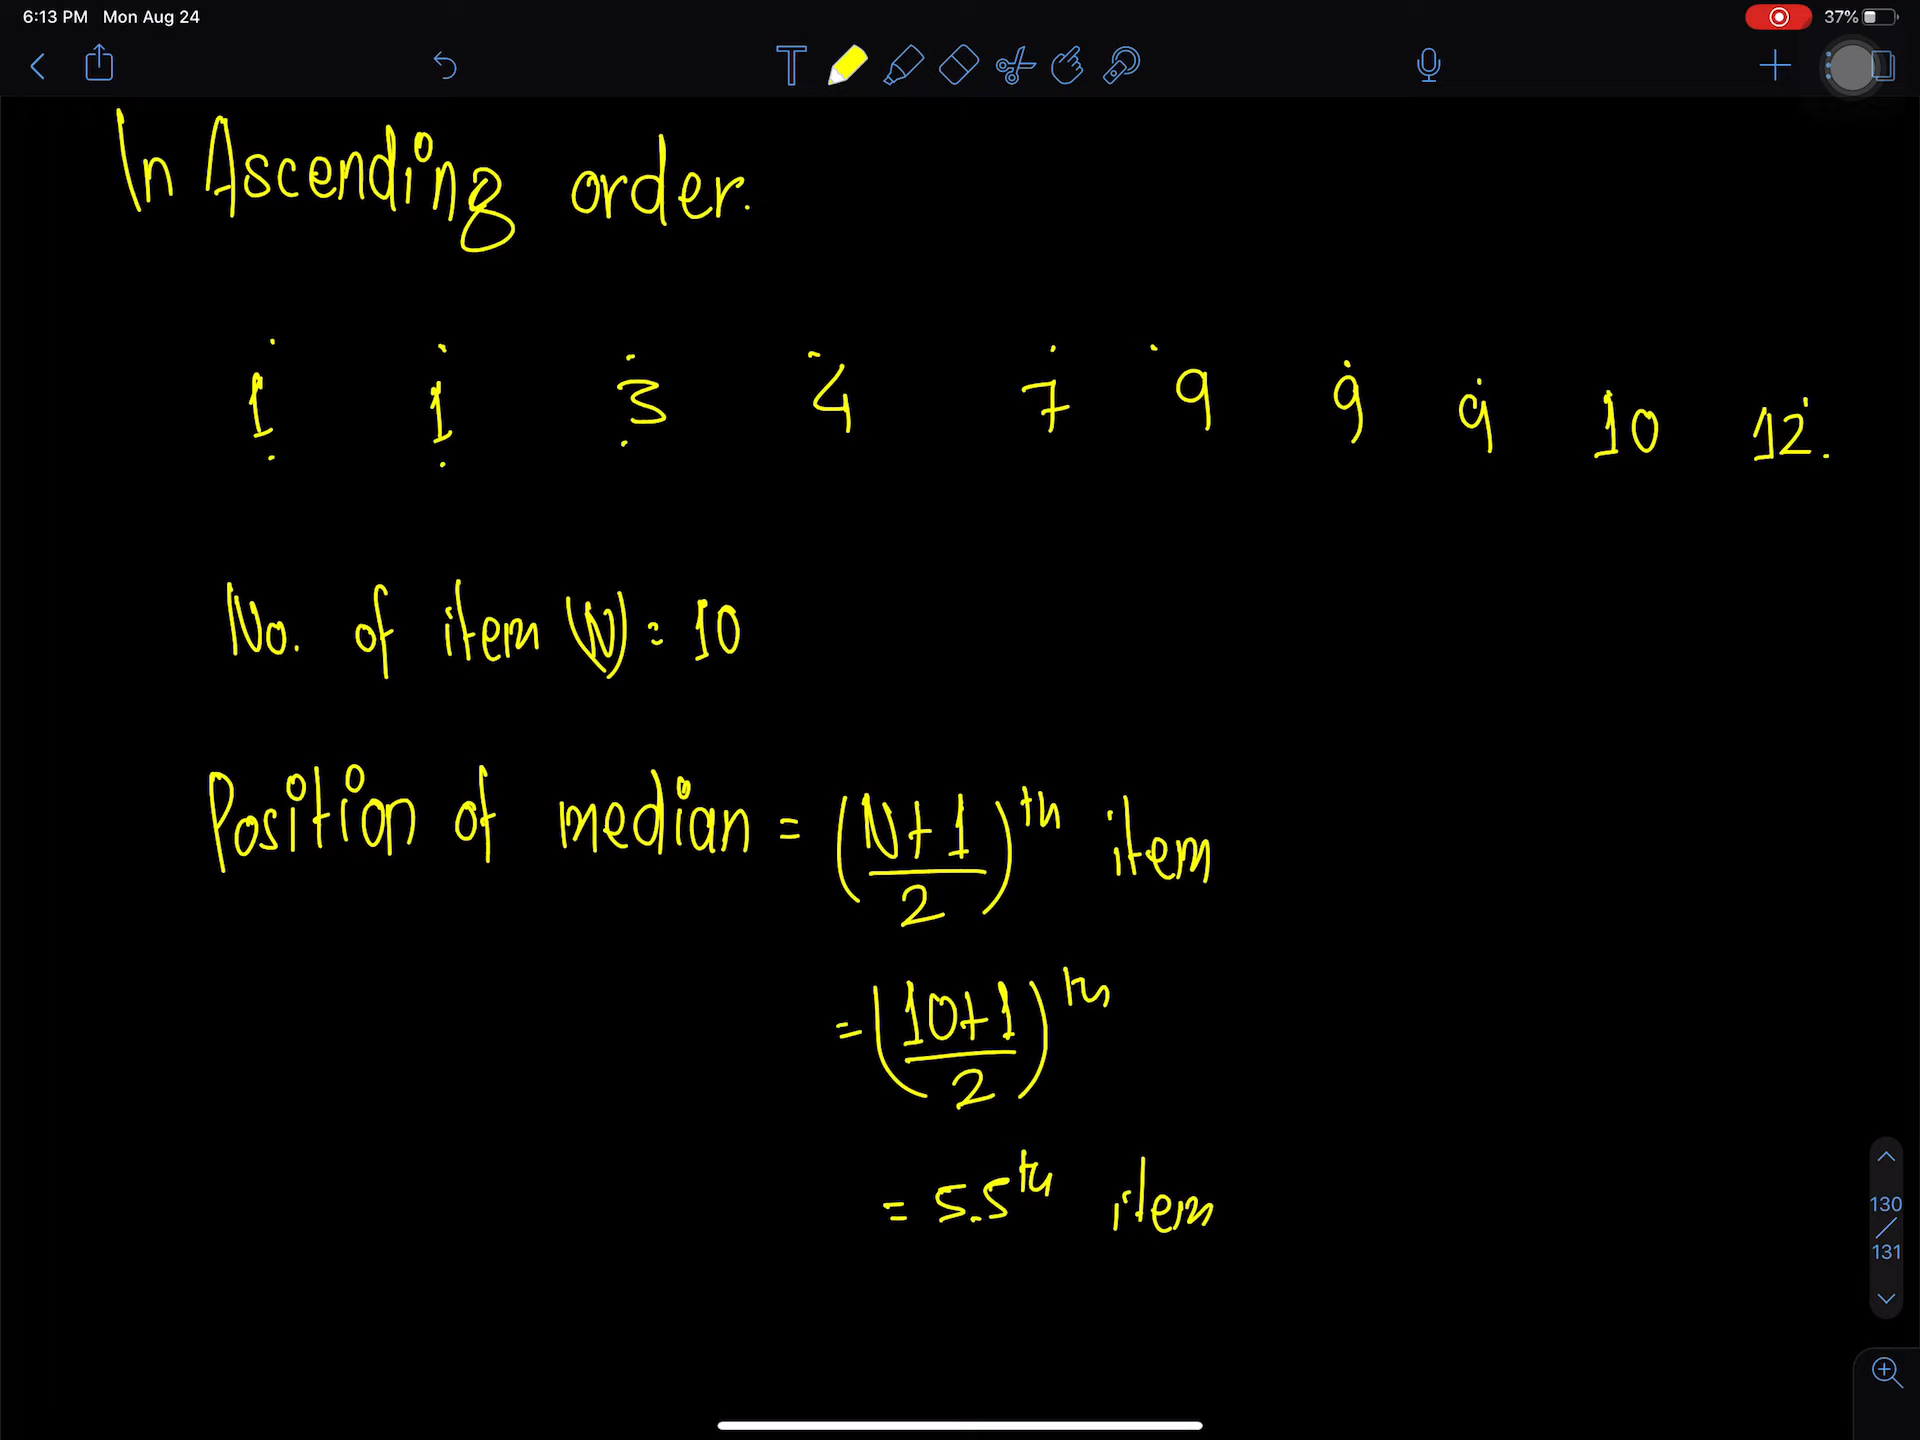 6:13 PM Mon Aug 24
37%
T
In Ascending order.
1 1 3 4 7 9 9 9 10 12.
No. of item (N) = 10
Position of median = (N+1/2)th item
= (10+1/2)th
= 5.5th item
130
/
131